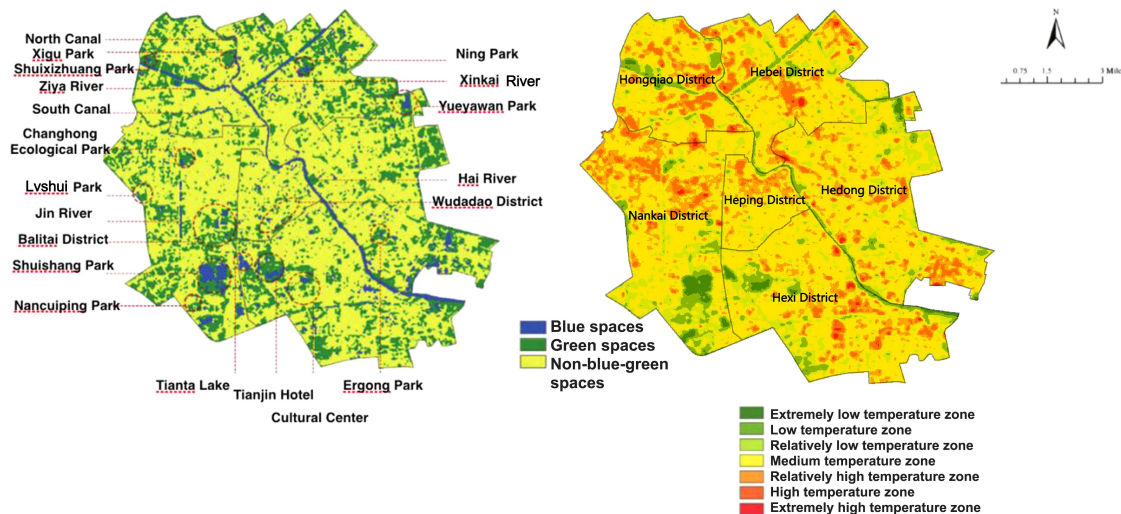 North Canal
Xigu Park
Shuixizhuang Park
Ziya River
South Canal
Changhong
Ecological Park
Lvshui Park
Jin River
Balitai District
Shuishang Park
Nancuiping Park
Tianta Lake
Tianjin Hotel
Cultural Center
Ergong Park
Ning Park
Xinkai River
Yueyawan Park
Hai River
Wudadao District
Blue spaces
Green spaces
Non-blue-green
spaces
Hongqiao District
Hebei District
Hedong District
Heping District
Nankai District
Hexi District
N
0.75 1.5 3 Mile
Extremely low temperature zone
Low temperature zone
Relatively low temperature zone
Medium temperature zone
Relatively high temperature zone
High temperature zone
Extremely high temperature zone